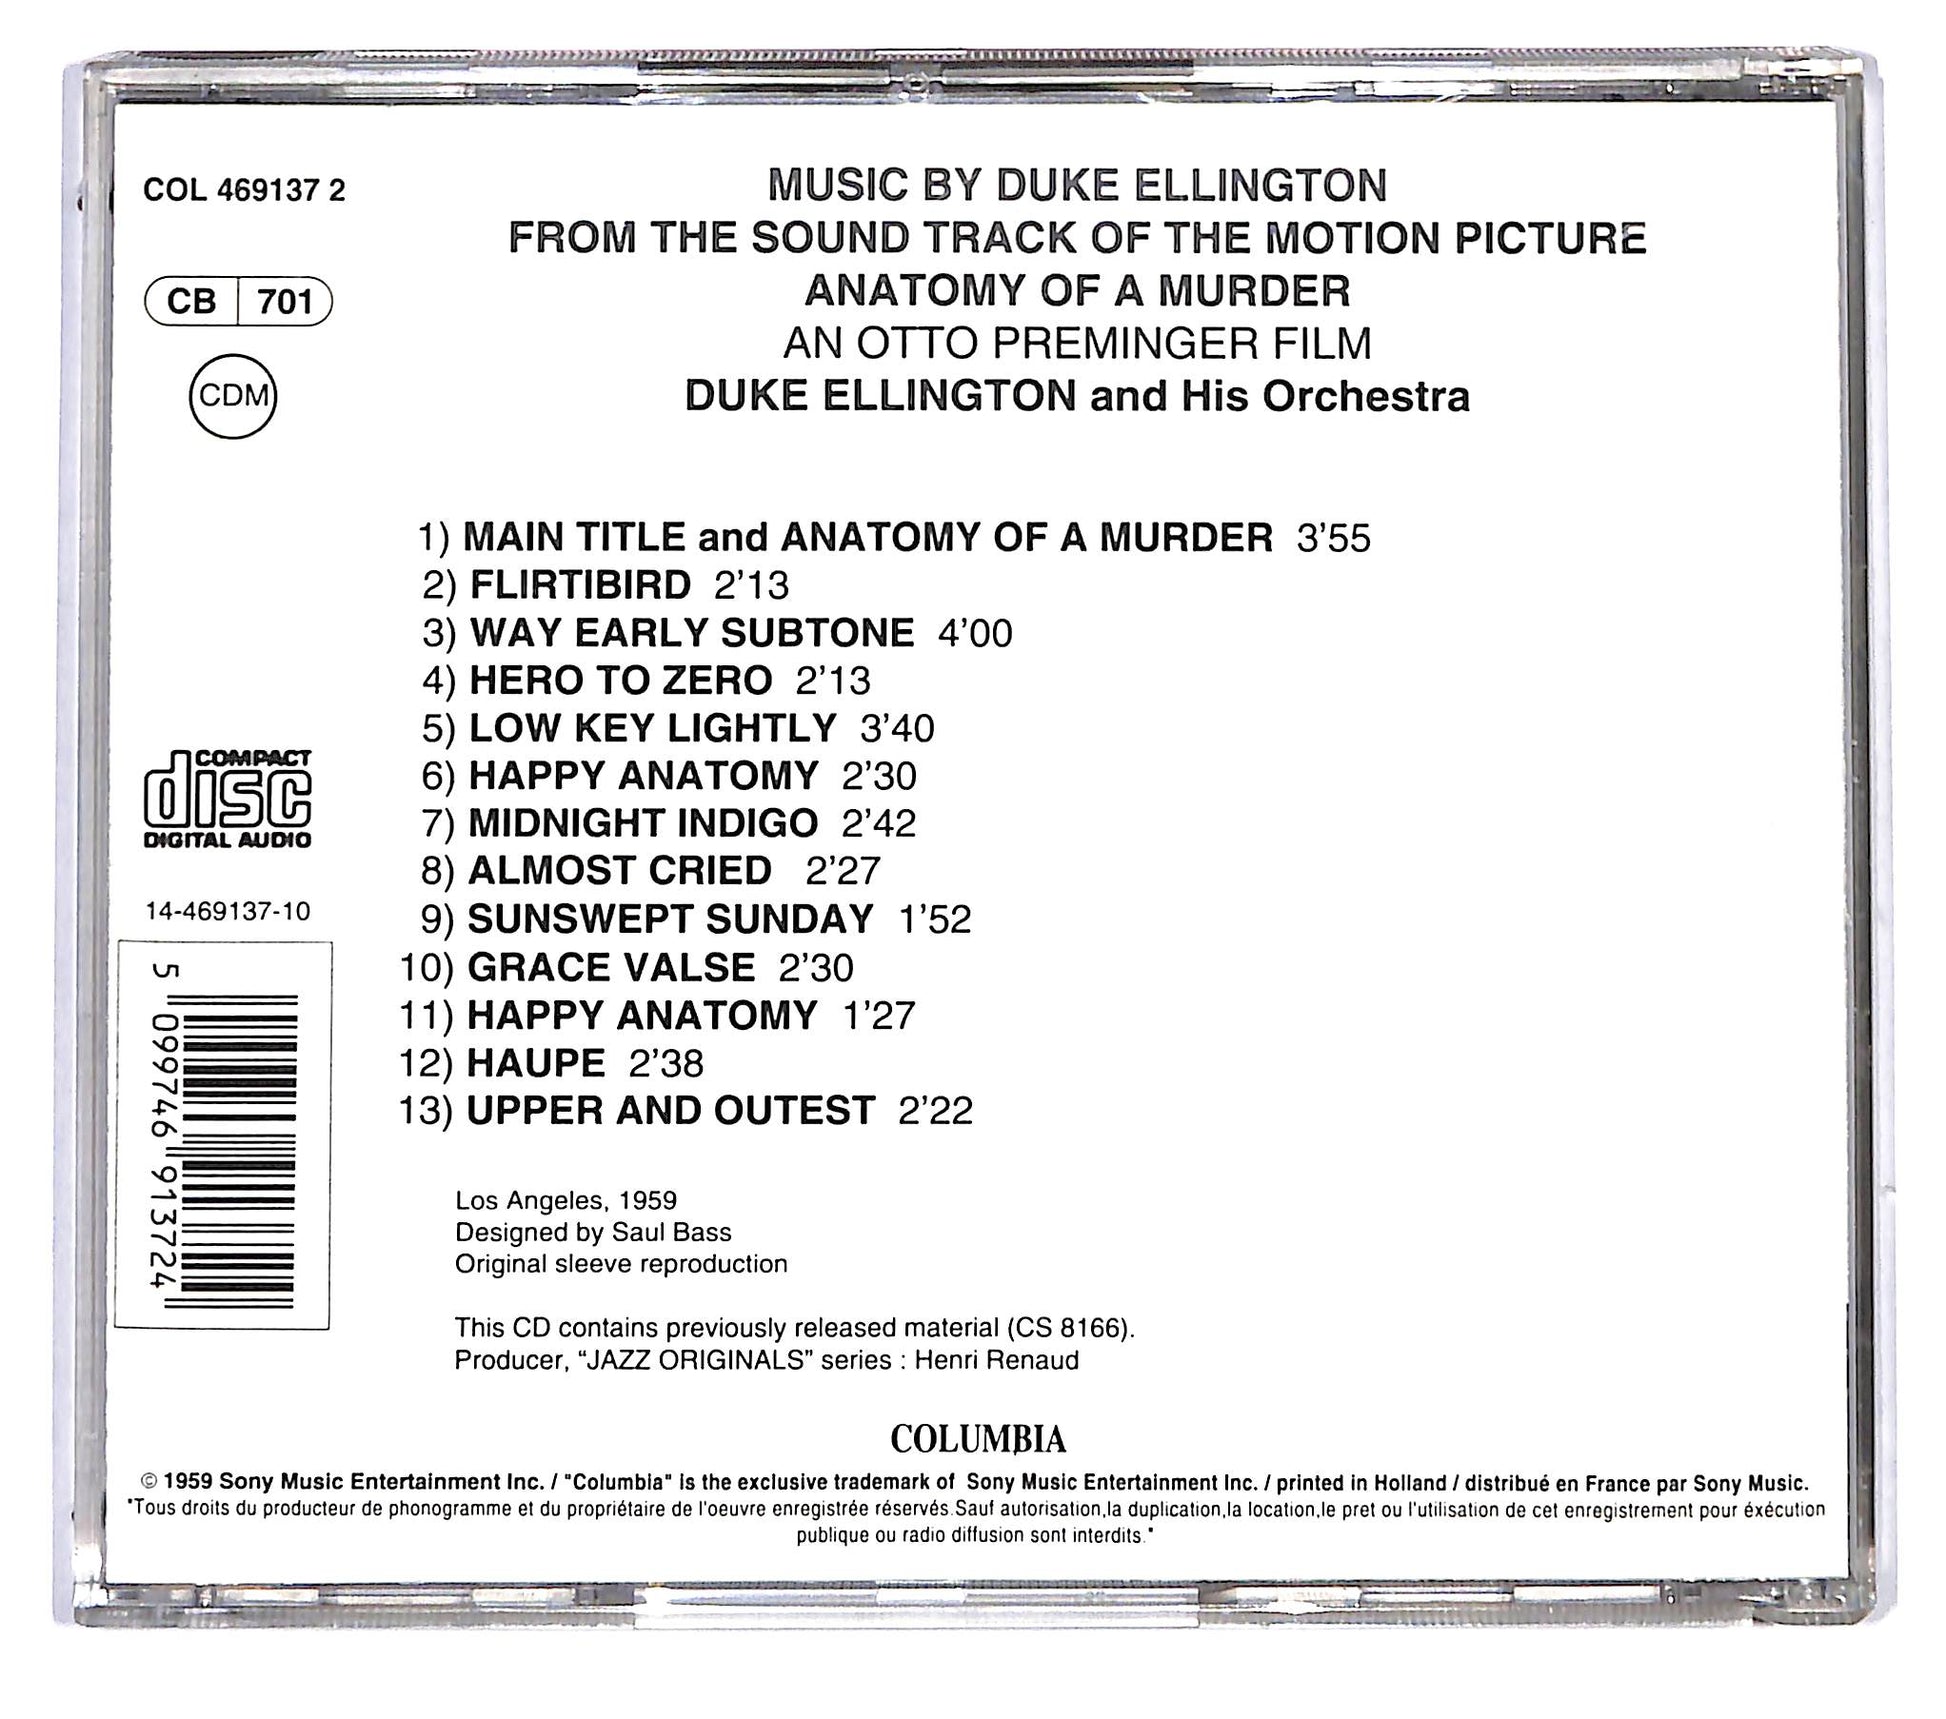 COL 469137 2
CB 701
CDM
MUSIC BY DUKE ELLINGTON
FROM THE SOUND TRACK OF THE MOTION PICTURE
ANATOMY OF A MURDER
AN OTTO PREMINGER FILM
DUKE ELLINGTON and His Orchestra
1) MAIN TITLE and ANATOMY OF A MURDER 3'55
2) FLIRTIBIRD 2'13
3) WAY EARLY SUBTONE 4'00
4) HERO TO ZERO 2'13
5) LOW KEY LIGHTLY 3'40
6) HAPPY ANATOMY 2'30
7) MIDNIGHT INDIGO 2'42
8) ALMOST CRIED 2'27
9) SUNSWEPT SUNDAY 1'52
10) GRACE VALSE 2'30
11) HAPPY ANATOMY 1'27
12) HAUPE 2'38
13) UPPER AND OUTEST 2'22
COMPACT
disc
DIGITAL AUDIO
14-469137-10
5 099746 913724
Los Angeles, 1959
Designed by Saul Bass
Original sleeve reproduction
This CD contains previously released material (CS 8166).
Producer, “JAZZ ORIGINALS” series : Henri Renaud
COLUMBIA
© 1959 Sony Music Entertainment Inc. / "Columbia" is the exclusive trademark of Sony Music Entertainment Inc. / printed in Holland / distribué en France par Sony Music.
"Tous droits du producteur de phonogramme et du propriétaire de l'oeuvre enregistrée réservés.Sauf autorisation,la duplication,la location,le pret ou l'utilisation de cet enregistrement pour éxécution
publique ou radio diffusion sont interdits."